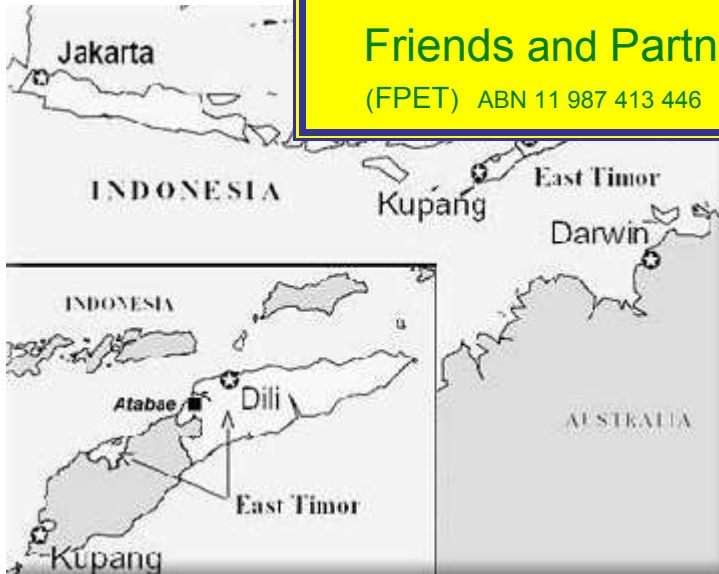 Friends and Partn
(FPET) ABN 11 987 413 446
Jakarta
INDONESIA
Kupang
East Timor
Darwin
INDONESIA
Atabae
Dili
East Timor
Kupang
AUSTRALIA